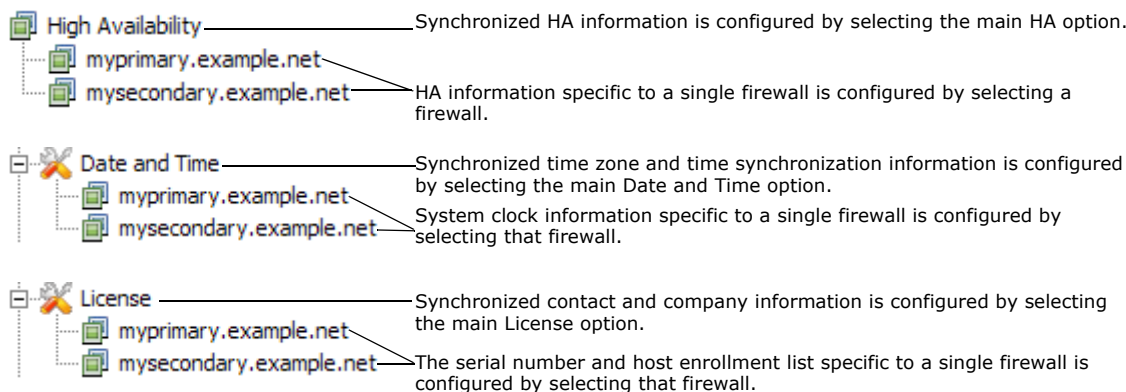 High Availability
Synchronized HA information is configured by selecting the main HA option.
myprimary.example.net
mysecondary.example.net
HA information specific to a single firewall is configured by selecting a
firewall.
Date and Time
Synchronized time zone and time synchronization information is configured
by selecting the main Date and Time option.
myprimary.example.net
mysecondary.example.net
System clock information specific to a single firewall is configured by
selecting that firewall.
License
Synchronized contact and company information is configured by selecting
the main License option.
myprimary.example.net
mysecondary.example.net
The serial number and host enrollment list specific to a single firewall is
configured by selecting that firewall.